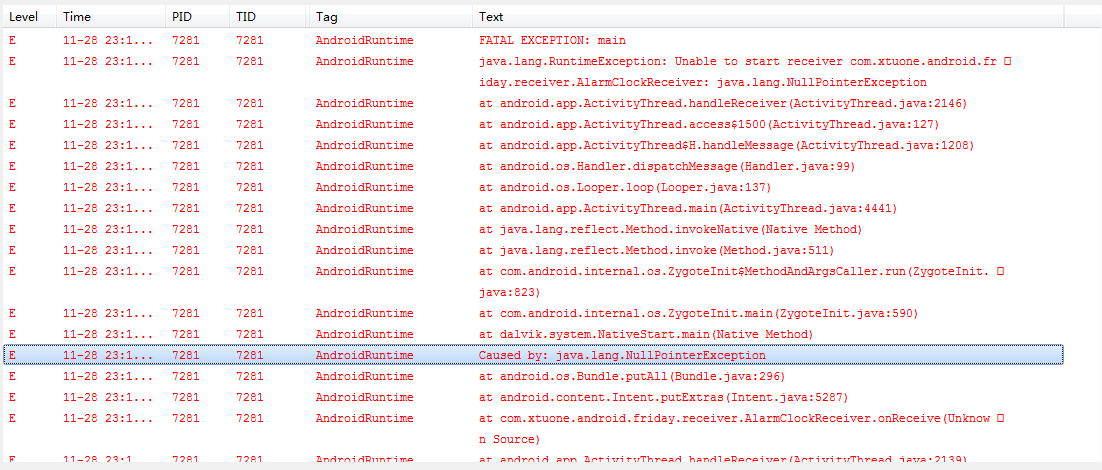 Level Time PID TID Tag Text
E 11-28 23:1... 7281 7281 AndroidRuntime FATAL EXCEPTION: main
E 11-28 23:1... 7281 7281 AndroidRuntime java.lang.RuntimeException: Unable to start receiver com.xtuone.android.fr
iday.receiver.AlarmClockReceiver: java.lang.NullPointerException
E 11-28 23:1... 7281 7281 AndroidRuntime at android.app.ActivityThread.handleReceiver(ActivityThread.java:2146)
E 11-28 23:1... 7281 7281 AndroidRuntime at android.app.ActivityThread.access$1500(ActivityThread.java:127)
E 11-28 23:1... 7281 7281 AndroidRuntime at android.app.ActivityThread$H.handleMessage(ActivityThread.java:1208)
E 11-28 23:1... 7281 7281 AndroidRuntime at android.os.Handler.dispatchMessage(Handler.java:99)
E 11-28 23:1... 7281 7281 AndroidRuntime at android.os.Looper.loop(Looper.java:137)
E 11-28 23:1... 7281 7281 AndroidRuntime at android.app.ActivityThread.main(ActivityThread.java:4441)
E 11-28 23:1... 7281 7281 AndroidRuntime at java.lang.reflect.Method.invokeNative(Native Method)
E 11-28 23:1... 7281 7281 AndroidRuntime at java.lang.reflect.Method.invoke(Method.java:511)
E 11-28 23:1... 7281 7281 AndroidRuntime at com.android.internal.os.ZygoteInit$MethodAndArgsCaller.run(ZygoteInit.
java:823)
E 11-28 23:1... 7281 7281 AndroidRuntime at com.android.internal.os.ZygoteInit.main(ZygoteInit.java:590)
E 11-28 23:1... 7281 7281 AndroidRuntime at dalvik.system.NativeStart.main(Native Method)
E 11-28 23:1... 7281 7281 AndroidRuntime Caused by: java.lang.NullPointerException
E 11-28 23:1... 7281 7281 AndroidRuntime at android.os.Bundle.putAll(Bundle.java:296)
E 11-28 23:1... 7281 7281 AndroidRuntime at android.content.Intent.putExtras(Intent.java:5287)
E 11-28 23:1... 7281 7281 AndroidRuntime at com.xtuone.android.friday.receiver.AlarmClockReceiver.onReceive(Unknow
n Source)
E 11-28 23:1... 7281 7281 AndroidRuntime at android.app.ActivityThread.handleReceiver(ActivityThread.java:2139)